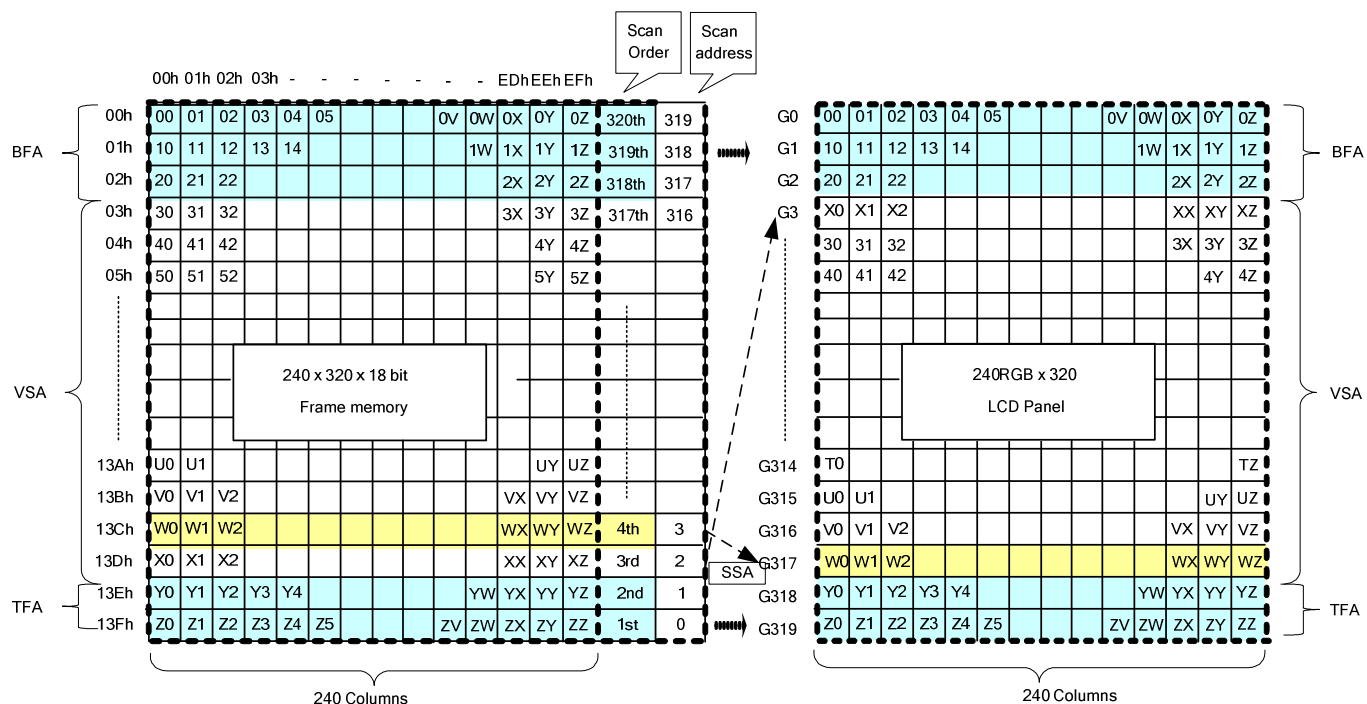 Scan Order
Scan address
00h 01h 02h 03h - - - - - - - EDh EEh EFh
00h 00 01 02 03 04 05 0V 0W 0X 0Y 0Z 320th 319 G0 00 01 02 03 04 05 0V 0W 0X 0Y 0Z
01h 10 11 12 13 14 1W 1X 1Y 1Z 319th 318 G1 10 11 12 13 14 1W 1X 1Y 1Z
BFA BFA
02h 20 21 22 2X 2Y 2Z 318th 317 G2 20 21 22 2X 2Y 2Z
03h 30 31 32 3X 3Y 3Z 317th 316 G3 X0 X1 X2 XX XY XZ
04h 40 41 42 4Y 4Z 30 31 32 3X 3Y 3Z
05h 50 51 52 5Y 5Z 40 41 42 4Y 4Z
240 x 320 x 18 bit
Frame memory
240RGB x 320
LCD Panel
VSA VSA
13Ah U0 U1 UY UZ G314 T0 TZ
13Bh V0 V1 V2 VX VY VZ G315 U0 U1 UY UZ
13Ch W0 W1 W2 WX WY WZ 4th 3 G316 V0 V1 V2 VX VY VZ
13Dh X0 X1 X2 XX XY XZ 3rd 2 SSA G317 W0 W1 W2 WX WY WZ
13Eh Y0 Y1 Y2 Y3 Y4 YW YX YY YZ 2nd 1 G318 Y0 Y1 Y2 Y3 Y4 YW YX YY YZ
TFA TFA
13Fh Z0 Z1 Z2 Z3 Z4 Z5 ZV ZW ZX ZY ZZ 1st 0 G319 Z0 Z1 Z2 Z3 Z4 Z5 ZV ZW ZX ZY ZZ
240 Columns 240 Columns